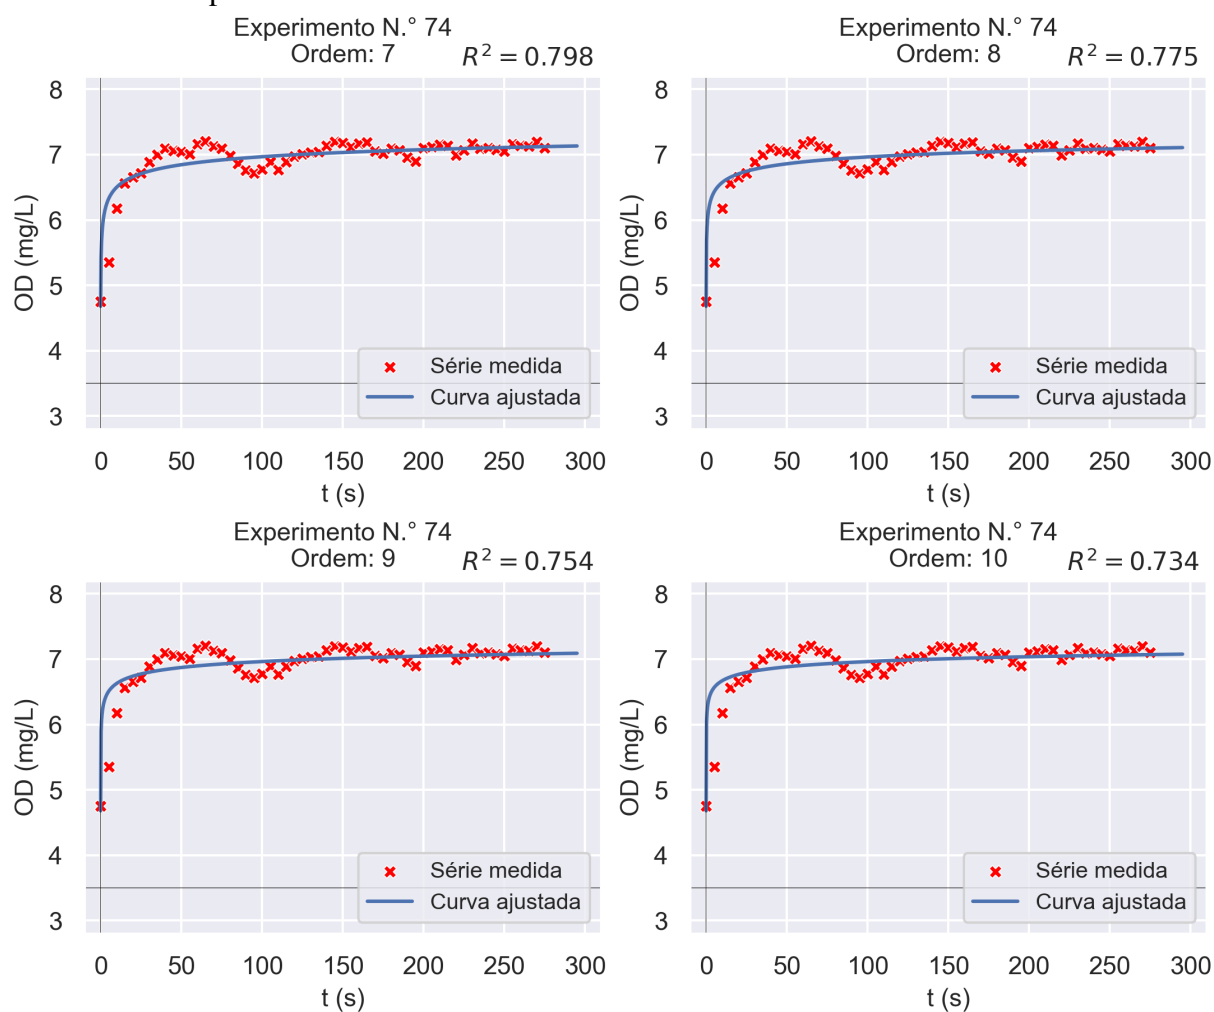 Experimento N.° 74
Ordem: 7
R² = 0.798
8
7
6
5
4
3
OD (mg/L)
Série medida
Curva ajustada
0 50 100 150 200 250 300
t (s)
Experimento N.° 74
Ordem: 8
R² = 0.775
8
7
6
5
4
3
OD (mg/L)
Série medida
Curva ajustada
0 50 100 150 200 250 300
t (s)
Experimento N.° 74
Ordem: 9
R² = 0.754
8
7
6
5
4
3
OD (mg/L)
Série medida
Curva ajustada
0 50 100 150 200 250 300
t (s)
Experimento N.° 74
Ordem: 10
R² = 0.734
8
7
6
5
4
3
OD (mg/L)
Série medida
Curva ajustada
0 50 100 150 200 250 300
t (s)